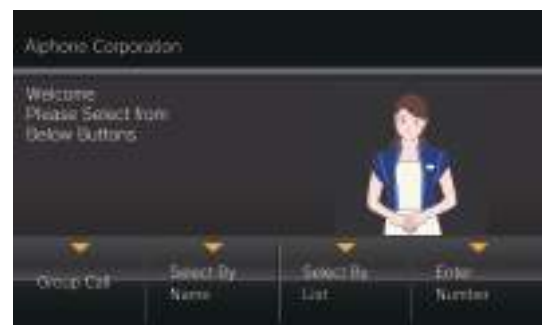 Aiphone Corporation
Welcome
Please Select from
Below Buttons
Group Call
Select By
Name
Select By
List
Enter
Number